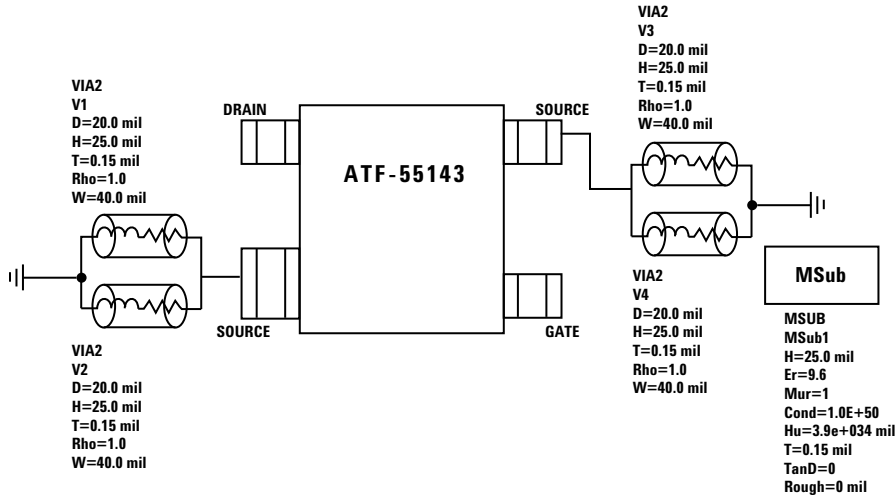 VIA2
V1
D=20.0 mil
H=25.0 mil
T=0.15 mil
Rho=1.0
W=40.0 mil
DRAIN
SOURCE
ATF-55143
VIA2
V3
D=20.0 mil
H=25.0 mil
T=0.15 mil
Rho=1.0
W=40.0 mil
SOURCE
GATE
VIA2
V2
D=20.0 mil
H=25.0 mil
T=0.15 mil
Rho=1.0
W=40.0 mil
VIA2
V4
D=20.0 mil
H=25.0 mil
T=0.15 mil
Rho=1.0
W=40.0 mil
MSub
MSUB
MSub1
H=25.0 mil
Er=9.6
Mur=1
Cond=1.0E+50
Hu=3.9e+034 mil
T=0.15 mil
TanD=0
Rough=0 mil